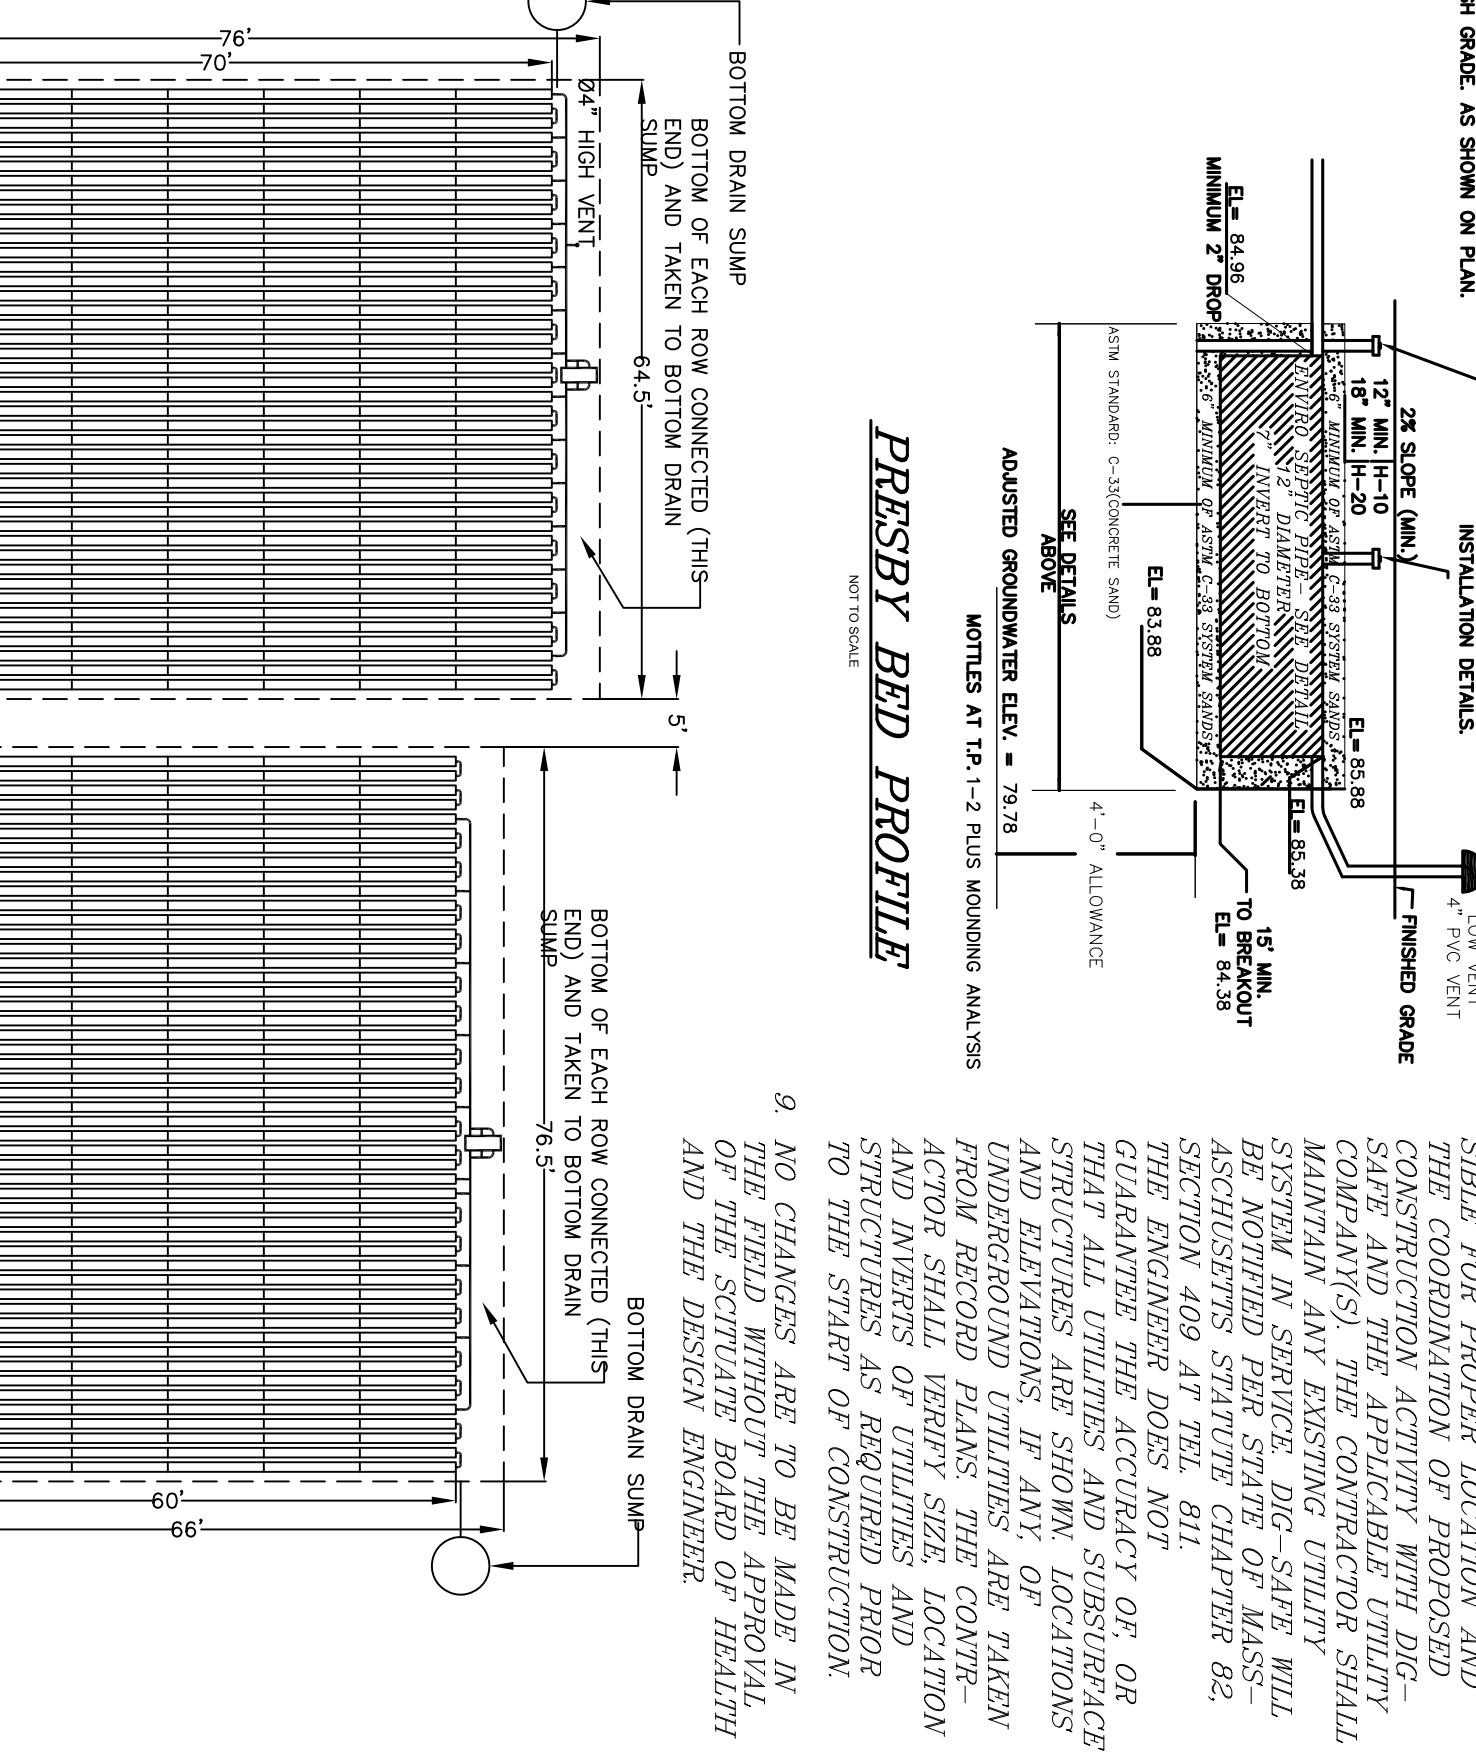 GRADE. AS SHOWN ON PLAN.
INSTALLATION DETAILS.
LOW VENT
4" PVC VENT
FINISHED GRADE
2% SLOPE (MIN.)
12" MIN. H-10
18" MIN. H-20
EL= 85.88
6" MINIMUM OF ASTM C-33 SYSTEM SANDS
ENVIRO SEPTIC PIPE- SEE DETAIL
12" DIAMETER
7" INVERT TO BOTTOM
6" MINIMUM OF ASTM C-33 SYSTEM SANDS
EL= 85.38
EL= 84.96
MINIMUM 2" DROP
15' MIN.
TO BREAKOUT
EL= 84.38
EL= 83.88
ASTM STANDARD: C-33(CONCRETE SAND)
4'-0" ALLOWANCE
SEE DETAILS
ABOVE
ADJUSTED GROUNDWATER ELEV. = 79.78
MOTTLES AT T.P. 1-2 PLUS MOUNDING ANALYSIS
PRESBY BED PROFILE
NOT TO SCALE
SIBLE FOR PROPER LOCATION AND
THE COORDINATION OF PROPOSED
CONSTRUCTION ACTIVITY WITH DIG-
SAFE AND THE APPLICABLE UTILITY
COMPANY(S). THE CONTRACTOR SHALL
MAINTAIN ANY EXISTING UTILITY
SYSTEM IN SERVICE. DIG-SAFE WILL
BE NOTIFIED PER STATE OF MASS-
ASCHUSETTS STATUTE CHAPTER 82,
SECTION 409 AT TEL. 811.
THE ENGINEER DOES NOT
GUARANTEE THE ACCURACY OF, OR
THAT ALL UTILITIES AND SUBSURFACE
STRUCTURES ARE SHOWN. LOCATIONS
AND ELEVATIONS, IF ANY, OF
UNDERGROUND UTILITIES ARE TAKEN
FROM RECORD PLANS. THE CONTR-
ACTOR SHALL VERIFY SIZE, LOCATION
AND INVERTS OF UTILITIES AND
STRUCTURES AS REQUIRED PRIOR
TO THE START OF CONSTRUCTION.
9. NO CHANGES ARE TO BE MADE IN
THE FIELD WITHOUT THE APPROVAL
OF THE SCITUATE BOARD OF HEALTH
AND THE DESIGN ENGINEER.
BOTTOM DRAIN SUMP
BOTTOM OF EACH ROW CONNECTED (THIS
END) AND TAKEN TO BOTTOM DRAIN
SUMP
64.5'
5'
Ø4" HIGH VENT
76'
70'
BOTTOM DRAIN SUMP
BOTTOM OF EACH ROW CONNECTED (THIS
END) AND TAKEN TO BOTTOM DRAIN
SUMP
76.5'
60'
66'